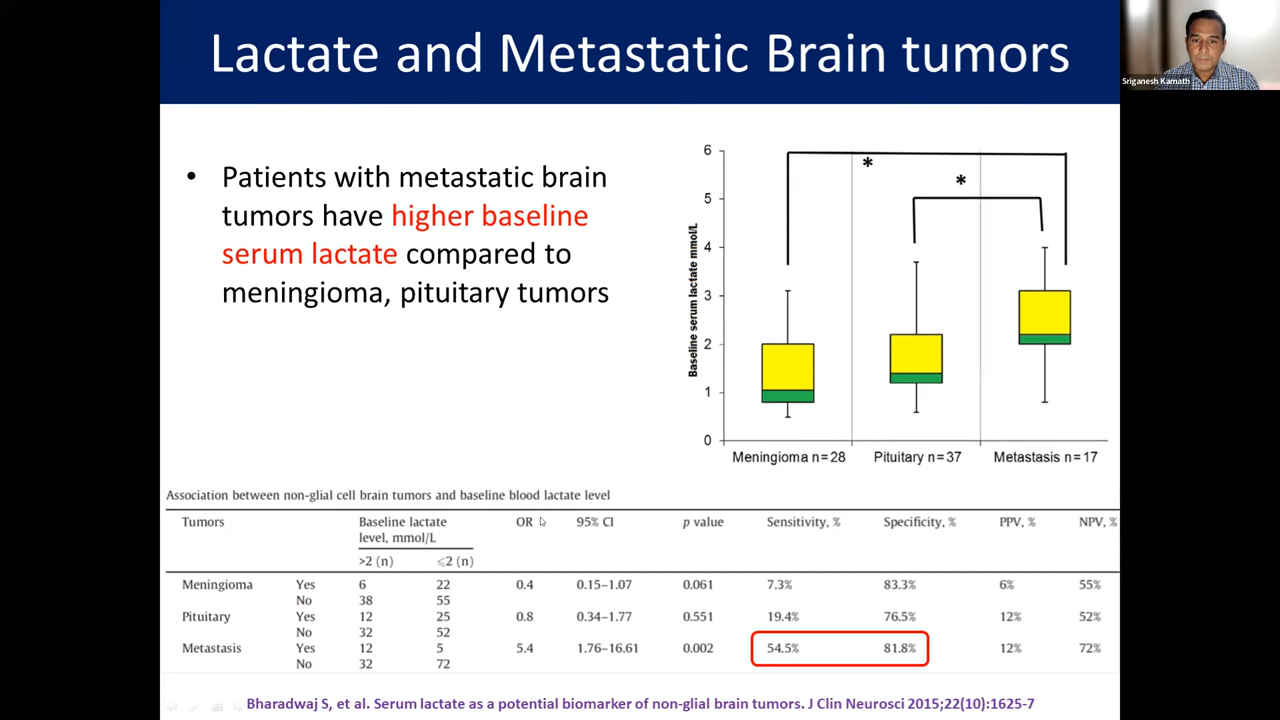 Lactate and Metastatic Brain tumors
Sriganesh Kamath
• Patients with metastatic brain
tumors have higher baseline
serum lactate compared to
meningioma, pituitary tumors
Baseline serum lactate mmol/L
6
5
4
3
2
1
0
*
*
Meningioma n=28 Pituitary n=37 Metastasis n=17
Association between non-glial cell brain tumors and baseline blood lactate level
Tumors Baseline lactate level, mmol/L OR 95% CI p value Sensitivity, % Specificity, % PPV, % NPV, %
>2 (n) ⩽2 (n)
Meningioma Yes 6 22 0.4 0.15–1.07 0.061 7.3% 83.3% 6% 55%
No 38 55
Pituitary Yes 12 25 0.8 0.34–1.77 0.551 19.4% 76.5% 12% 52%
No 32 52
Metastasis Yes 12 5 5.4 1.76–16.61 0.002 54.5% 81.8% 12% 72%
No 32 72
Bharadwaj S, et al. Serum lactate as a potential biomarker of non-glial brain tumors. J Clin Neurosci 2015;22(10):1625-7